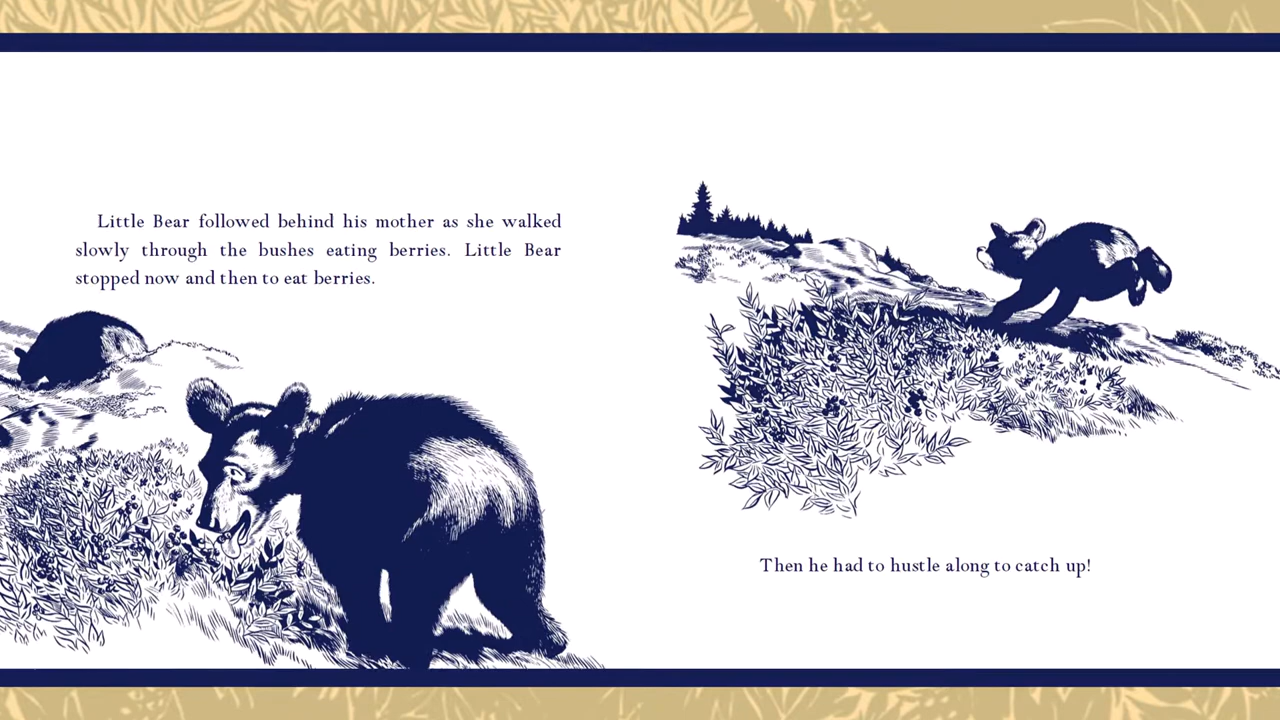 Little Bear followed behind his mother as she walked
slowly through the bushes eating berries. Little Bear
stopped now and then to eat berries.
Then he had to hustle along to catch up!